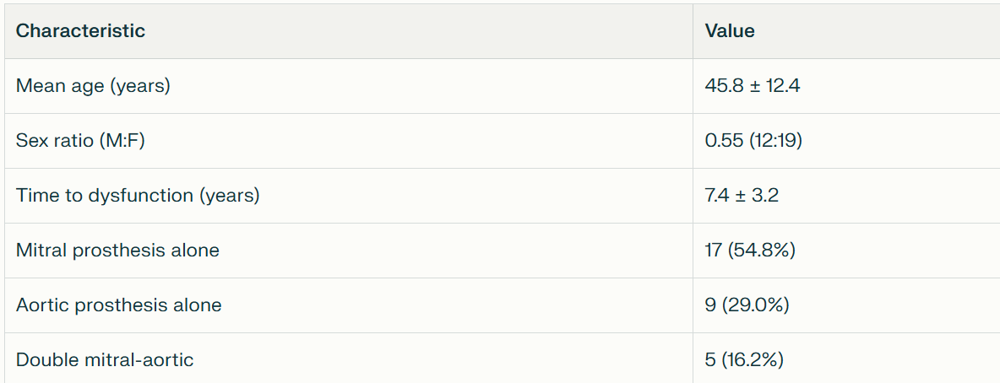 Characteristic Value
Mean age (years) 45.8 ± 12.4
Sex ratio (M:F) 0.55 (12:19)
Time to dysfunction (years) 7.4 ± 3.2
Mitral prosthesis alone 17 (54.8%)
Aortic prosthesis alone 9 (29.0%)
Double mitral-aortic 5 (16.2%)